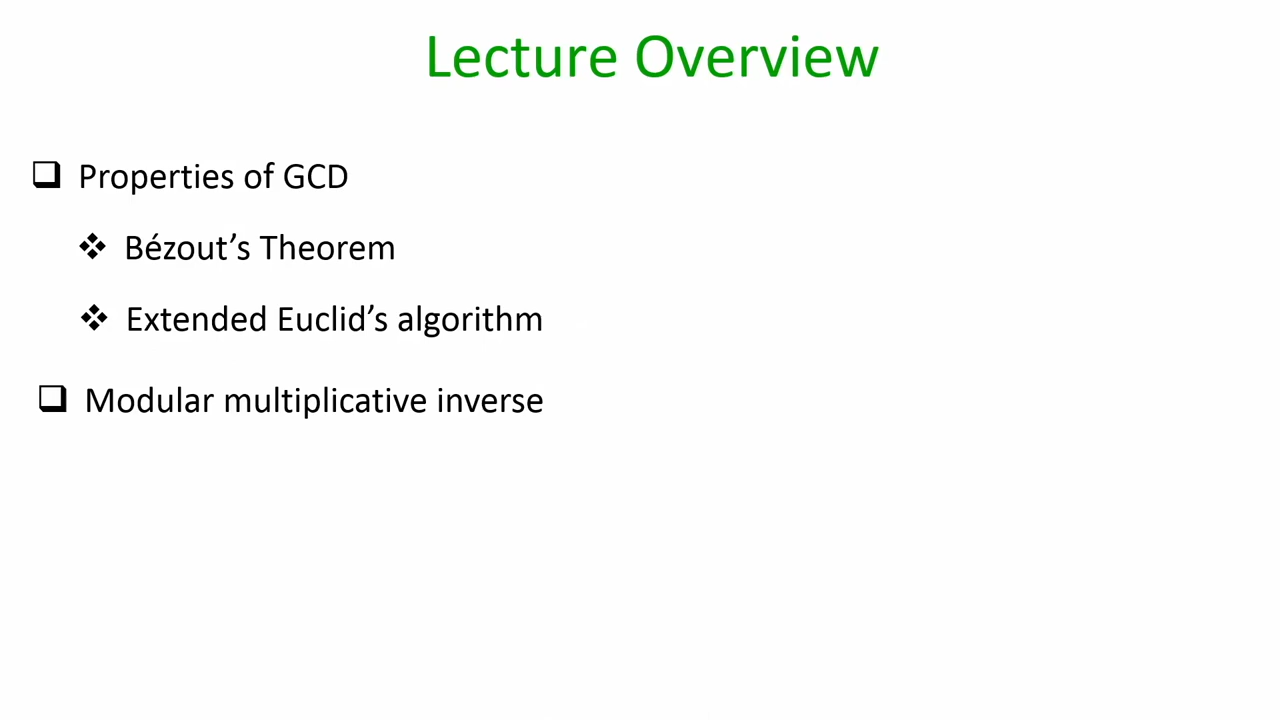 Lecture Overview
Properties of GCD
Bézout’s Theorem
Extended Euclid’s algorithm
Modular multiplicative inverse